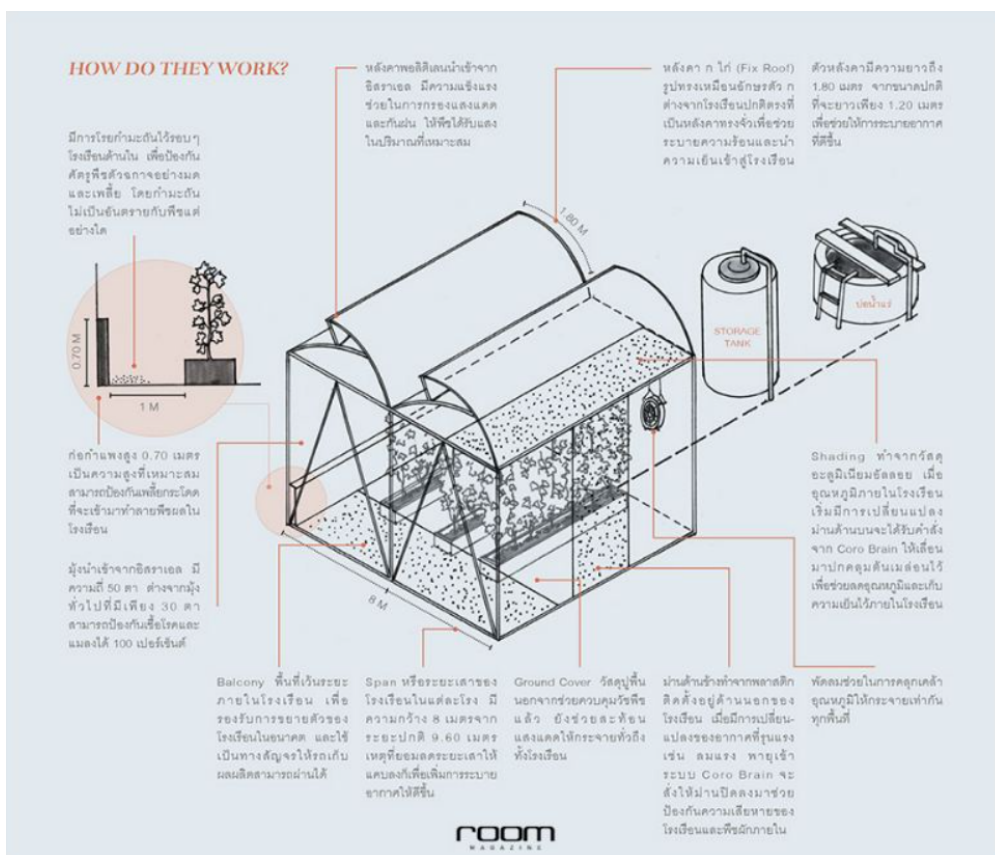 HOW DO THEY WORK?
หลังคาพอลิคิเลนนำเข้าจาก
อิสราเอล มีความแข็งแรง
ช่วยในการกรองแสงแดด
และกันฝน ให้พืชได้รับแสง
ในปริมาณที่เหมาะสม
หลังคา ก ไก่ (Fix Roof)
รูปทรงเหมือนอักษรตัว ก
ต่างจากโรงเรือนปกติตรงที่
เป็นหลังคาทรงจั่วเพื่อช่วย
ระบายความร้อนและนำ
ความเย็นเข้าสู่โรงเรือน
ตัวหลังคามีความยาวถึง
1.80 เมตร จากขนาดปกติ
ที่จะยาวเพียง 1.20 เมตร
เพื่อช่วยให้การระบายอากาศ
ที่ดีขึ้น
มีการโรยกำมะถันไว้รอบๆ
โรงเรือนด้านใน เพื่อป้องกัน
ศัตรูพืชตัวฉกาจอย่างมด
และเพลี้ย โดยกำมะถัน
ไม่เป็นอันตรายกับพืชแต่
อย่างใด
1.80 M
STORAGE
TANK
บ่อน้ำแร่
0.70 M
1 M
8 M
ก่อกำแพงสูง 0.70 เมตร
เป็นความสูงที่เหมาะสม
สามารถป้องกันเพลี้ยกระโดด
ที่จะเข้ามาทำลายพืชผลใน
โรงเรือน
มุ้งนำเข้าจากอิสราเอล มี
ความถี่ 50 ตา ต่างจากมุ้ง
ทั่วไปที่มีเพียง 30 ตา
สามารถป้องกันเชื้อโรคและ
แมลงได้ 100 เปอร์เซ็นต์
Shading ทำจากวัสดุ
อะลูมิเนียมอัลลอย เมื่อ
อุณหภูมิภายในโรงเรือน
เริ่มมีการเปลี่ยนแปลง
ม่านด้านบนจะได้รับคำสั่ง
จาก Coro Brain ให้เลื่อน
มาปกคลุมต้นเมล่อนไว้
เพื่อช่วยลดอุณหภูมิและเก็บ
ความเย็นไว้ภายในโรงเรือน
Balcony พื้นที่เว้นระยะ
ภายในโรงเรือน เพื่อ
รองรับการขยายตัวของ
โรงเรือนในอนาคต และใช้
เป็นทางสัญจรให้รถเก็บ
ผลผลิตสามารถผ่านได้
Span หรือระยะเสาของ
โรงเรือนในแต่ละโรง มี
ความกว้าง 8 เมตรจาก
ระยะปกติ 9.60 เมตร
เหตุที่ยอมลดระยะเสาให้
แคบลงก็เพื่อเพิ่มการระบาย
อากาศให้ดีขึ้น
Ground Cover วัสดุปูพื้น
นอกจากช่วยควบคุมวัชพืช
แล้ว ยังช่วยสะท้อน
แสงแดดให้กระจายทั่วถึง
ทั้งโรงเรือน
ม่านด้านข้างทำจากพลาสติก
ติดตั้งอยู่ด้านนอกของ
โรงเรือน เมื่อมีการเปลี่ยน-
แปลงของอากาศที่รุนแรง
เช่น ลมแรง พายุเข้า
ระบบ Coro Brain จะ
สั่งให้ม่านปิดลงมาช่วย
ป้องกันความเสียหายของ
โรงเรือนและพืชผักภายใน
พัดลมช่วยในการคลุกเคล้า
อุณหภูมิให้กระจายเท่ากัน
ทุกพื้นที่
room
MAGAZINE